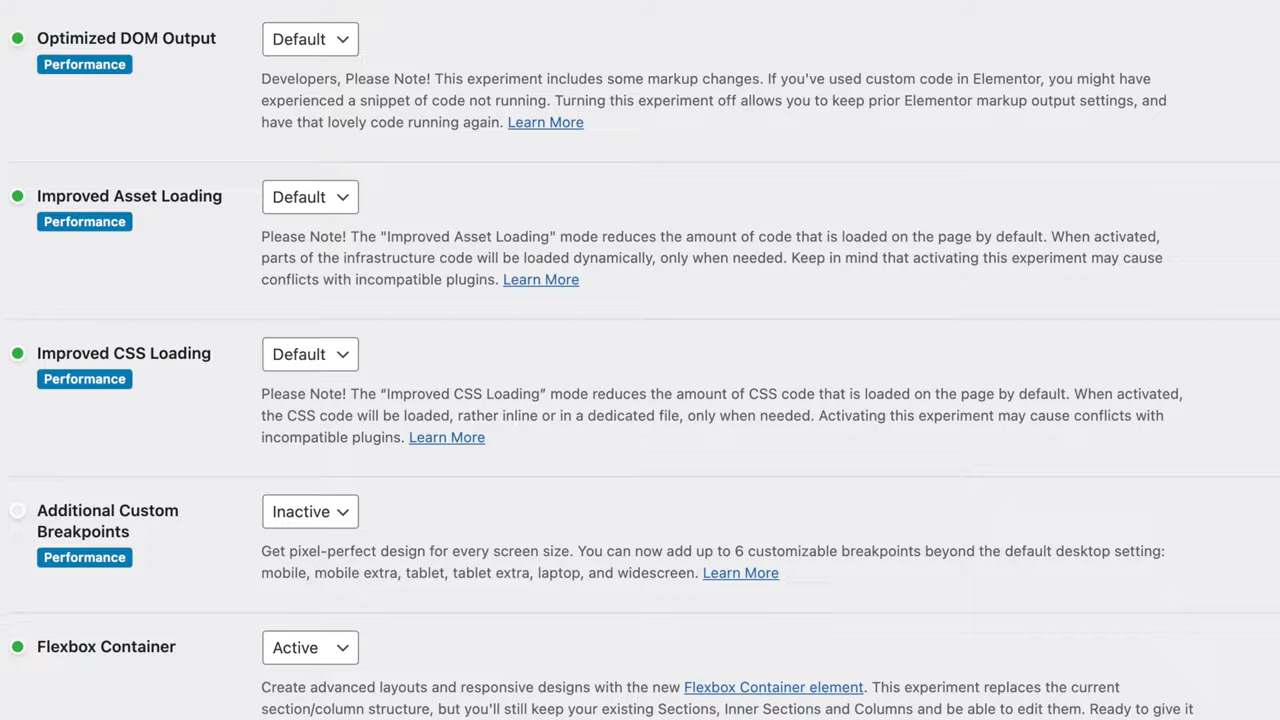 Optimized DOM Output
Default
Performance
Developers, Please Note! This experiment includes some markup changes. If you've used custom code in Elementor, you might have
experienced a snippet of code not running. Turning this experiment off allows you to keep prior Elementor markup output settings, and
have that lovely code running again. Learn More
Improved Asset Loading
Default
Performance
Please Note! The "Improved Asset Loading" mode reduces the amount of code that is loaded on the page by default. When activated,
parts of the infrastructure code will be loaded dynamically, only when needed. Keep in mind that activating this experiment may cause
conflicts with incompatible plugins. Learn More
Improved CSS Loading
Default
Performance
Please Note! The “Improved CSS Loading” mode reduces the amount of CSS code that is loaded on the page by default. When activated,
the CSS code will be loaded, rather inline or in a dedicated file, only when needed. Activating this experiment may cause conflicts with
incompatible plugins. Learn More
Additional Custom
Breakpoints
Inactive
Performance
Get pixel-perfect design for every screen size. You can now add up to 6 customizable breakpoints beyond the default desktop setting:
mobile, mobile extra, tablet, tablet extra, laptop, and widescreen. Learn More
Flexbox Container
Active
Create advanced layouts and responsive designs with the new Flexbox Container element. This experiment replaces the current
section/column structure, but you'll still keep your existing Sections, Inner Sections and Columns and be able to edit them. Ready to give it